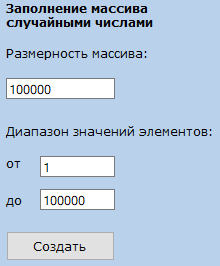 Заполнение массива
случайными числами
Размерность массива:
100000
Диапазон значений элементов:
от 1
до 100000
Создать